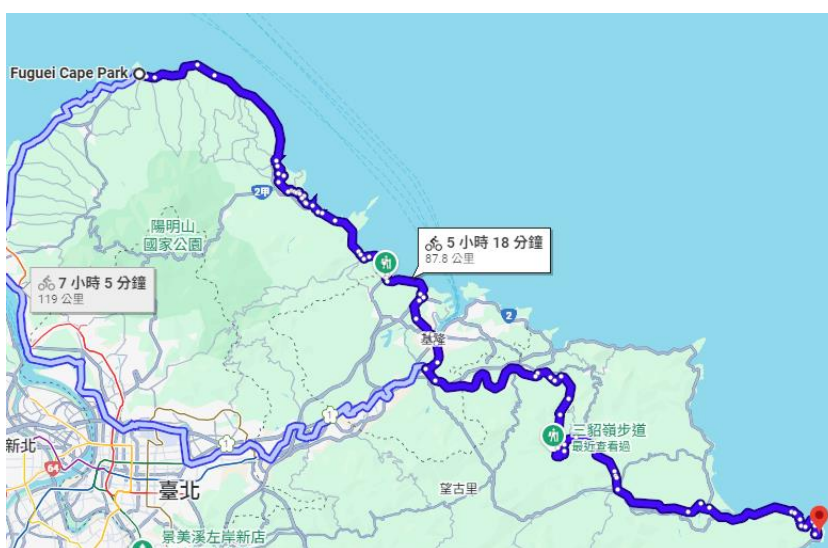 Fuguei Cape Park
2甲
陽明山
國家公園
5 小時 18 分鐘
87.8 公里
7 小時 5 分鐘
119 公里
2
基隆
1
1
三貂嶺步道
最近查看過
新北
64
臺北
望古里
景美溪左岸新店